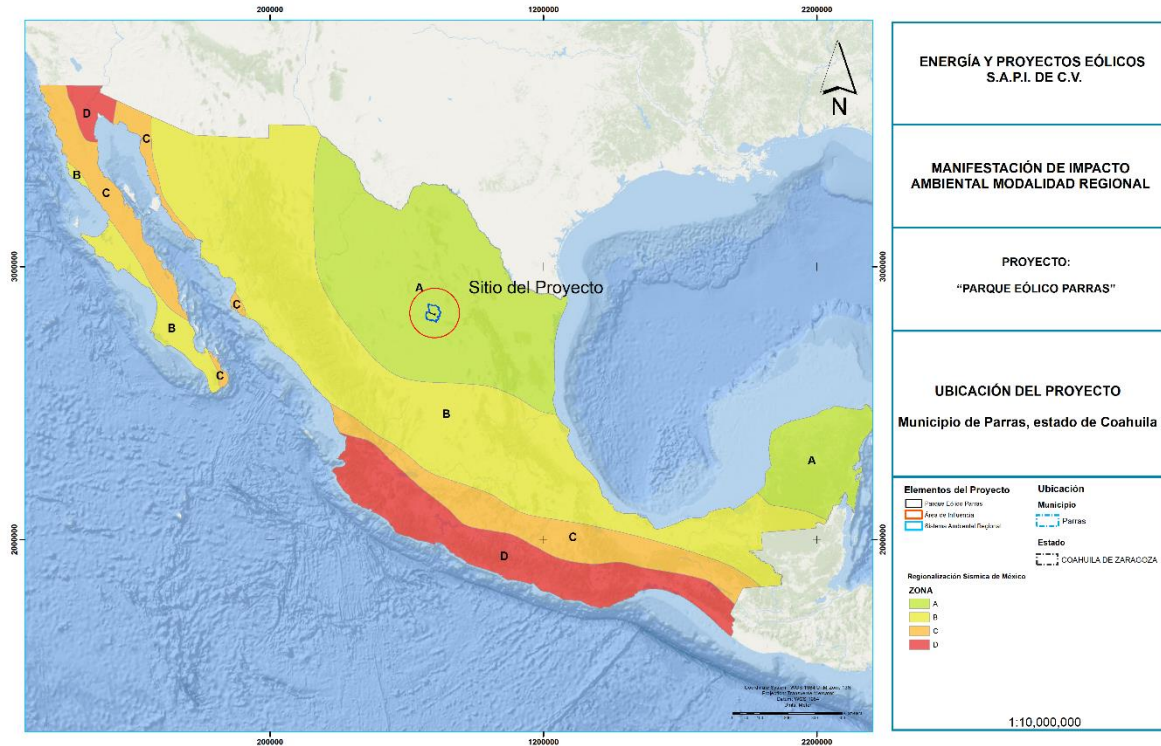 200000 1200000 2200000
N
D
C
B
C
3000000 3000000
A
Sitio del Proyecto
C
B
C
B
A
2000000 2000000
C
D
200000 1200000 2200000
ENERGÍA Y PROYECTOS EÓLICOS
S.A.P.I. DE C.V.
MANIFESTACIÓN DE IMPACTO
AMBIENTAL MODALIDAD REGIONAL
PROYECTO:
“PARQUE EÓLICO PARRAS”
UBICACIÓN DEL PROYECTO
Municipio de Parras, estado de Coahuila
Elementos del Proyecto
Parque Eólico Parras
Área de Influencia
Sistema Ambiental Regional
Ubicación
Municipio
Parras
Estado
COAHUILA DE ZARAGOZA
Regionalización Sísmica de México
ZONA
A
B
C
D
1:10,000,000